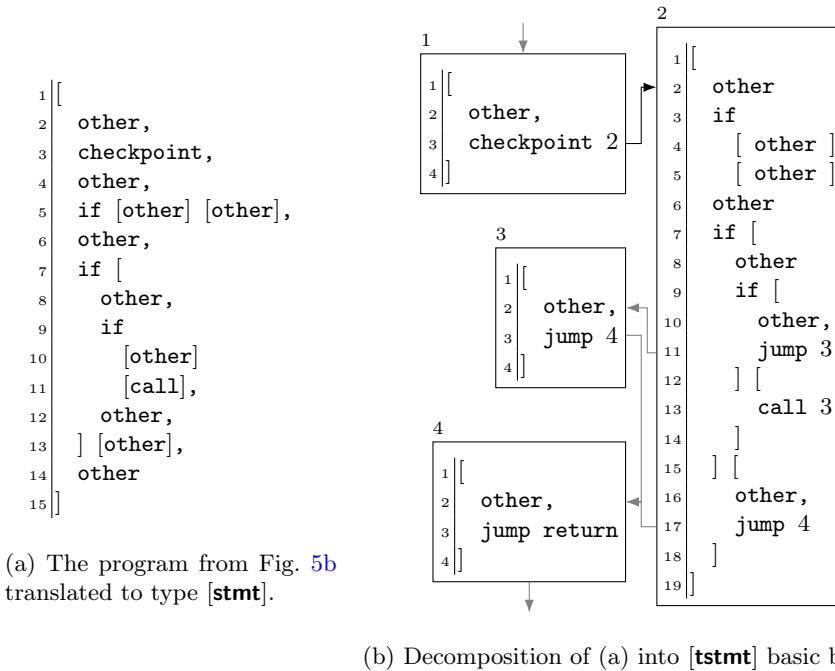 1 [
2 other,
3 checkpoint,
4 other,
5 if [other] [other],
6 other,
7 if [
8 other,
9 if
10 [other]
11 [call],
12 other,
13 ] [other],
14 other
15 ]
(a) The program from Fig. 5b
translated to type [stmt].
1
1 [
2 other,
3 checkpoint 2
4 ]
3
1 [
2 other,
3 jump 4
4 ]
4
1 [
2 other,
3 jump return
4 ]
2
1 [
2 other
3 if
4 [ other ]
5 [ other ]
6 other
7 if [
8 other
9 if [
10 other,
11 jump 3
12 ] [
13 call 3
14 ]
15 ] [
16 other,
17 jump 4
18 ]
19 ]
(b) Decomposition of (a) into [tstmt] basic